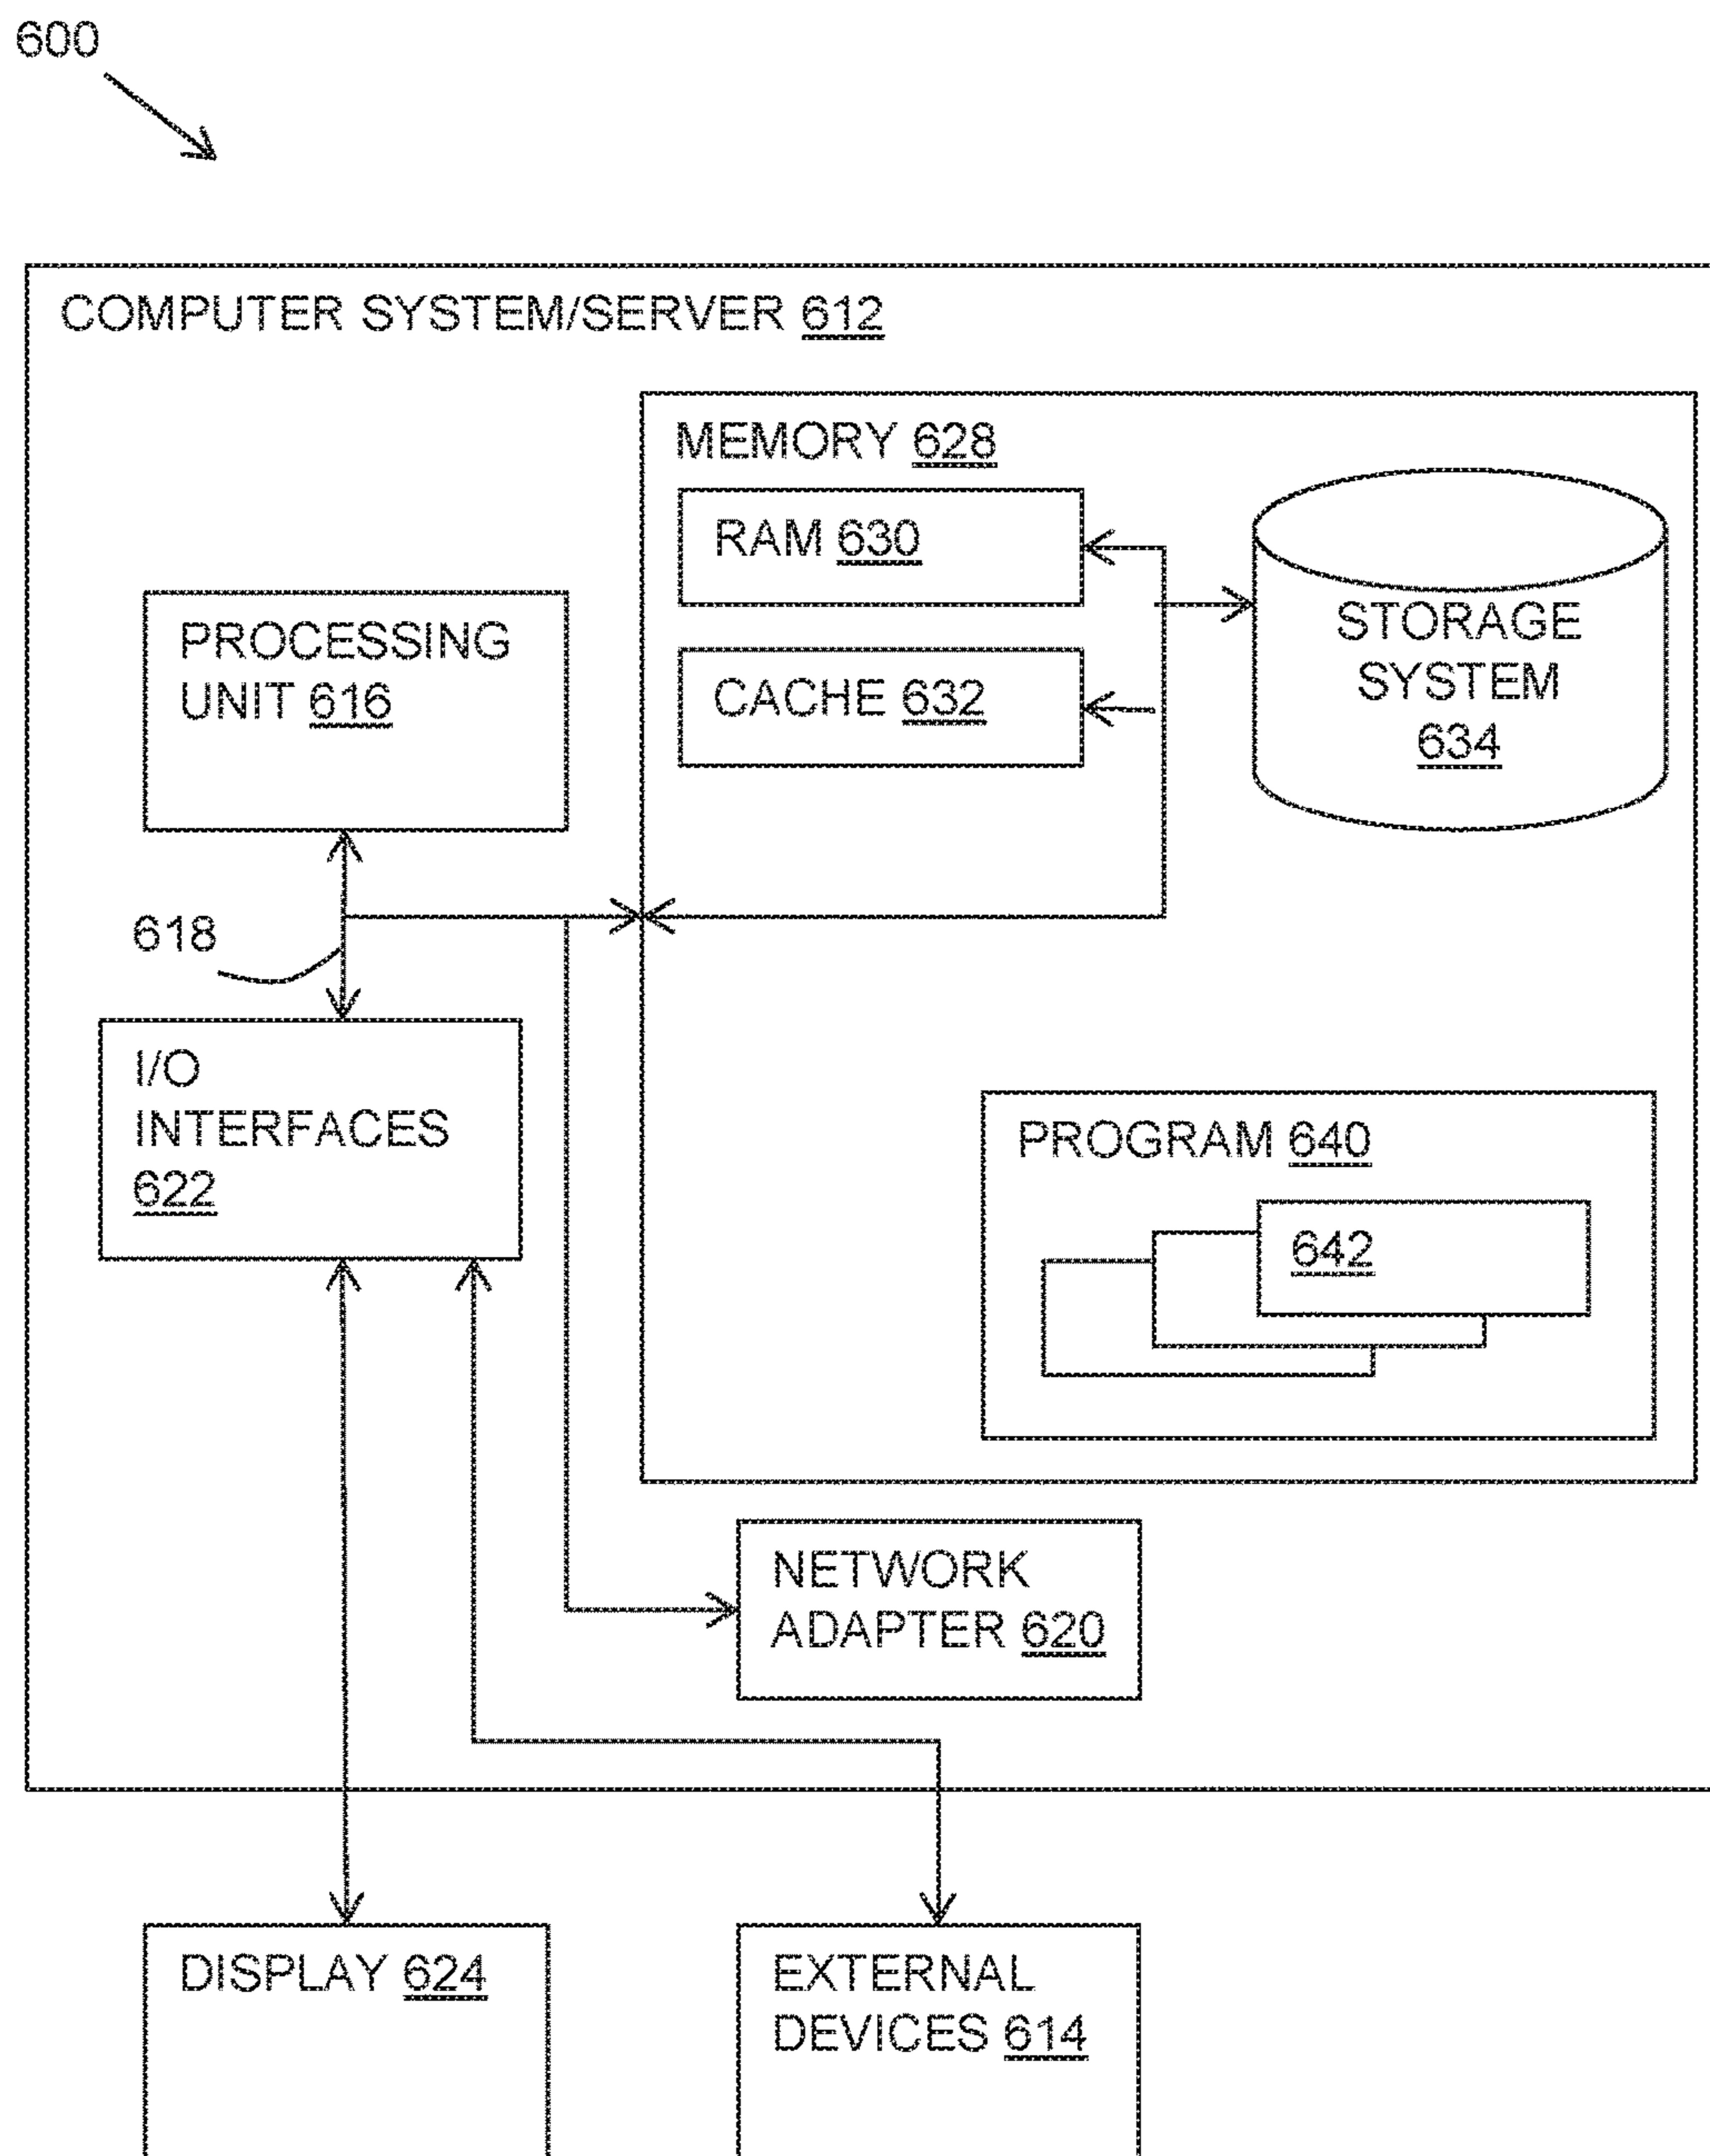 600
COMPUTER SYSTEM/SERVER 612
MEMORY 628
RAM 630
STORAGE
SYSTEM
634
PROCESSING
UNIT 616
CACHE 632
618
I/O
INTERFACES
622
PROGRAM 640
642
NETWORK
ADAPTER 620
DISPLAY 624
EXTERNAL
DEVICES 614